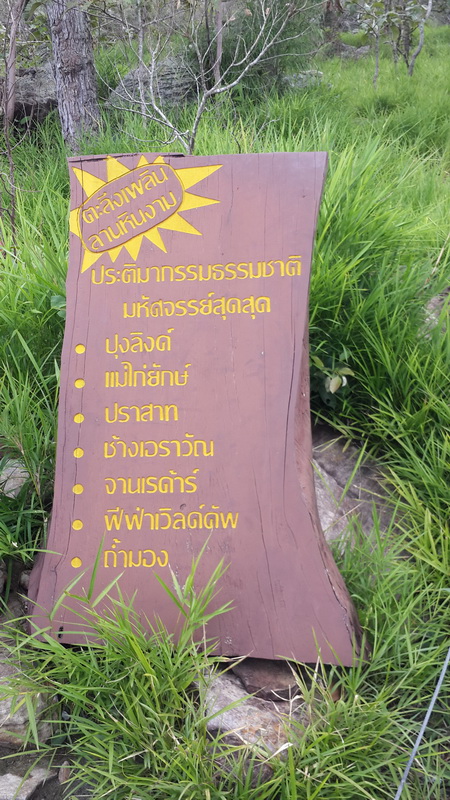 ตะลึงเพลิน
ลานหินงาม
ประติมากรรมธรรมชาติ
มหัศจรรย์สุดสุด
ปุงลิงค์
แม่ไก่ยักษ์
ปราสาท
ช้างเอราวัณ
จานเรด้าร์
ฟีฟ่าเวิลด์คัพ
ถ้ำมอง